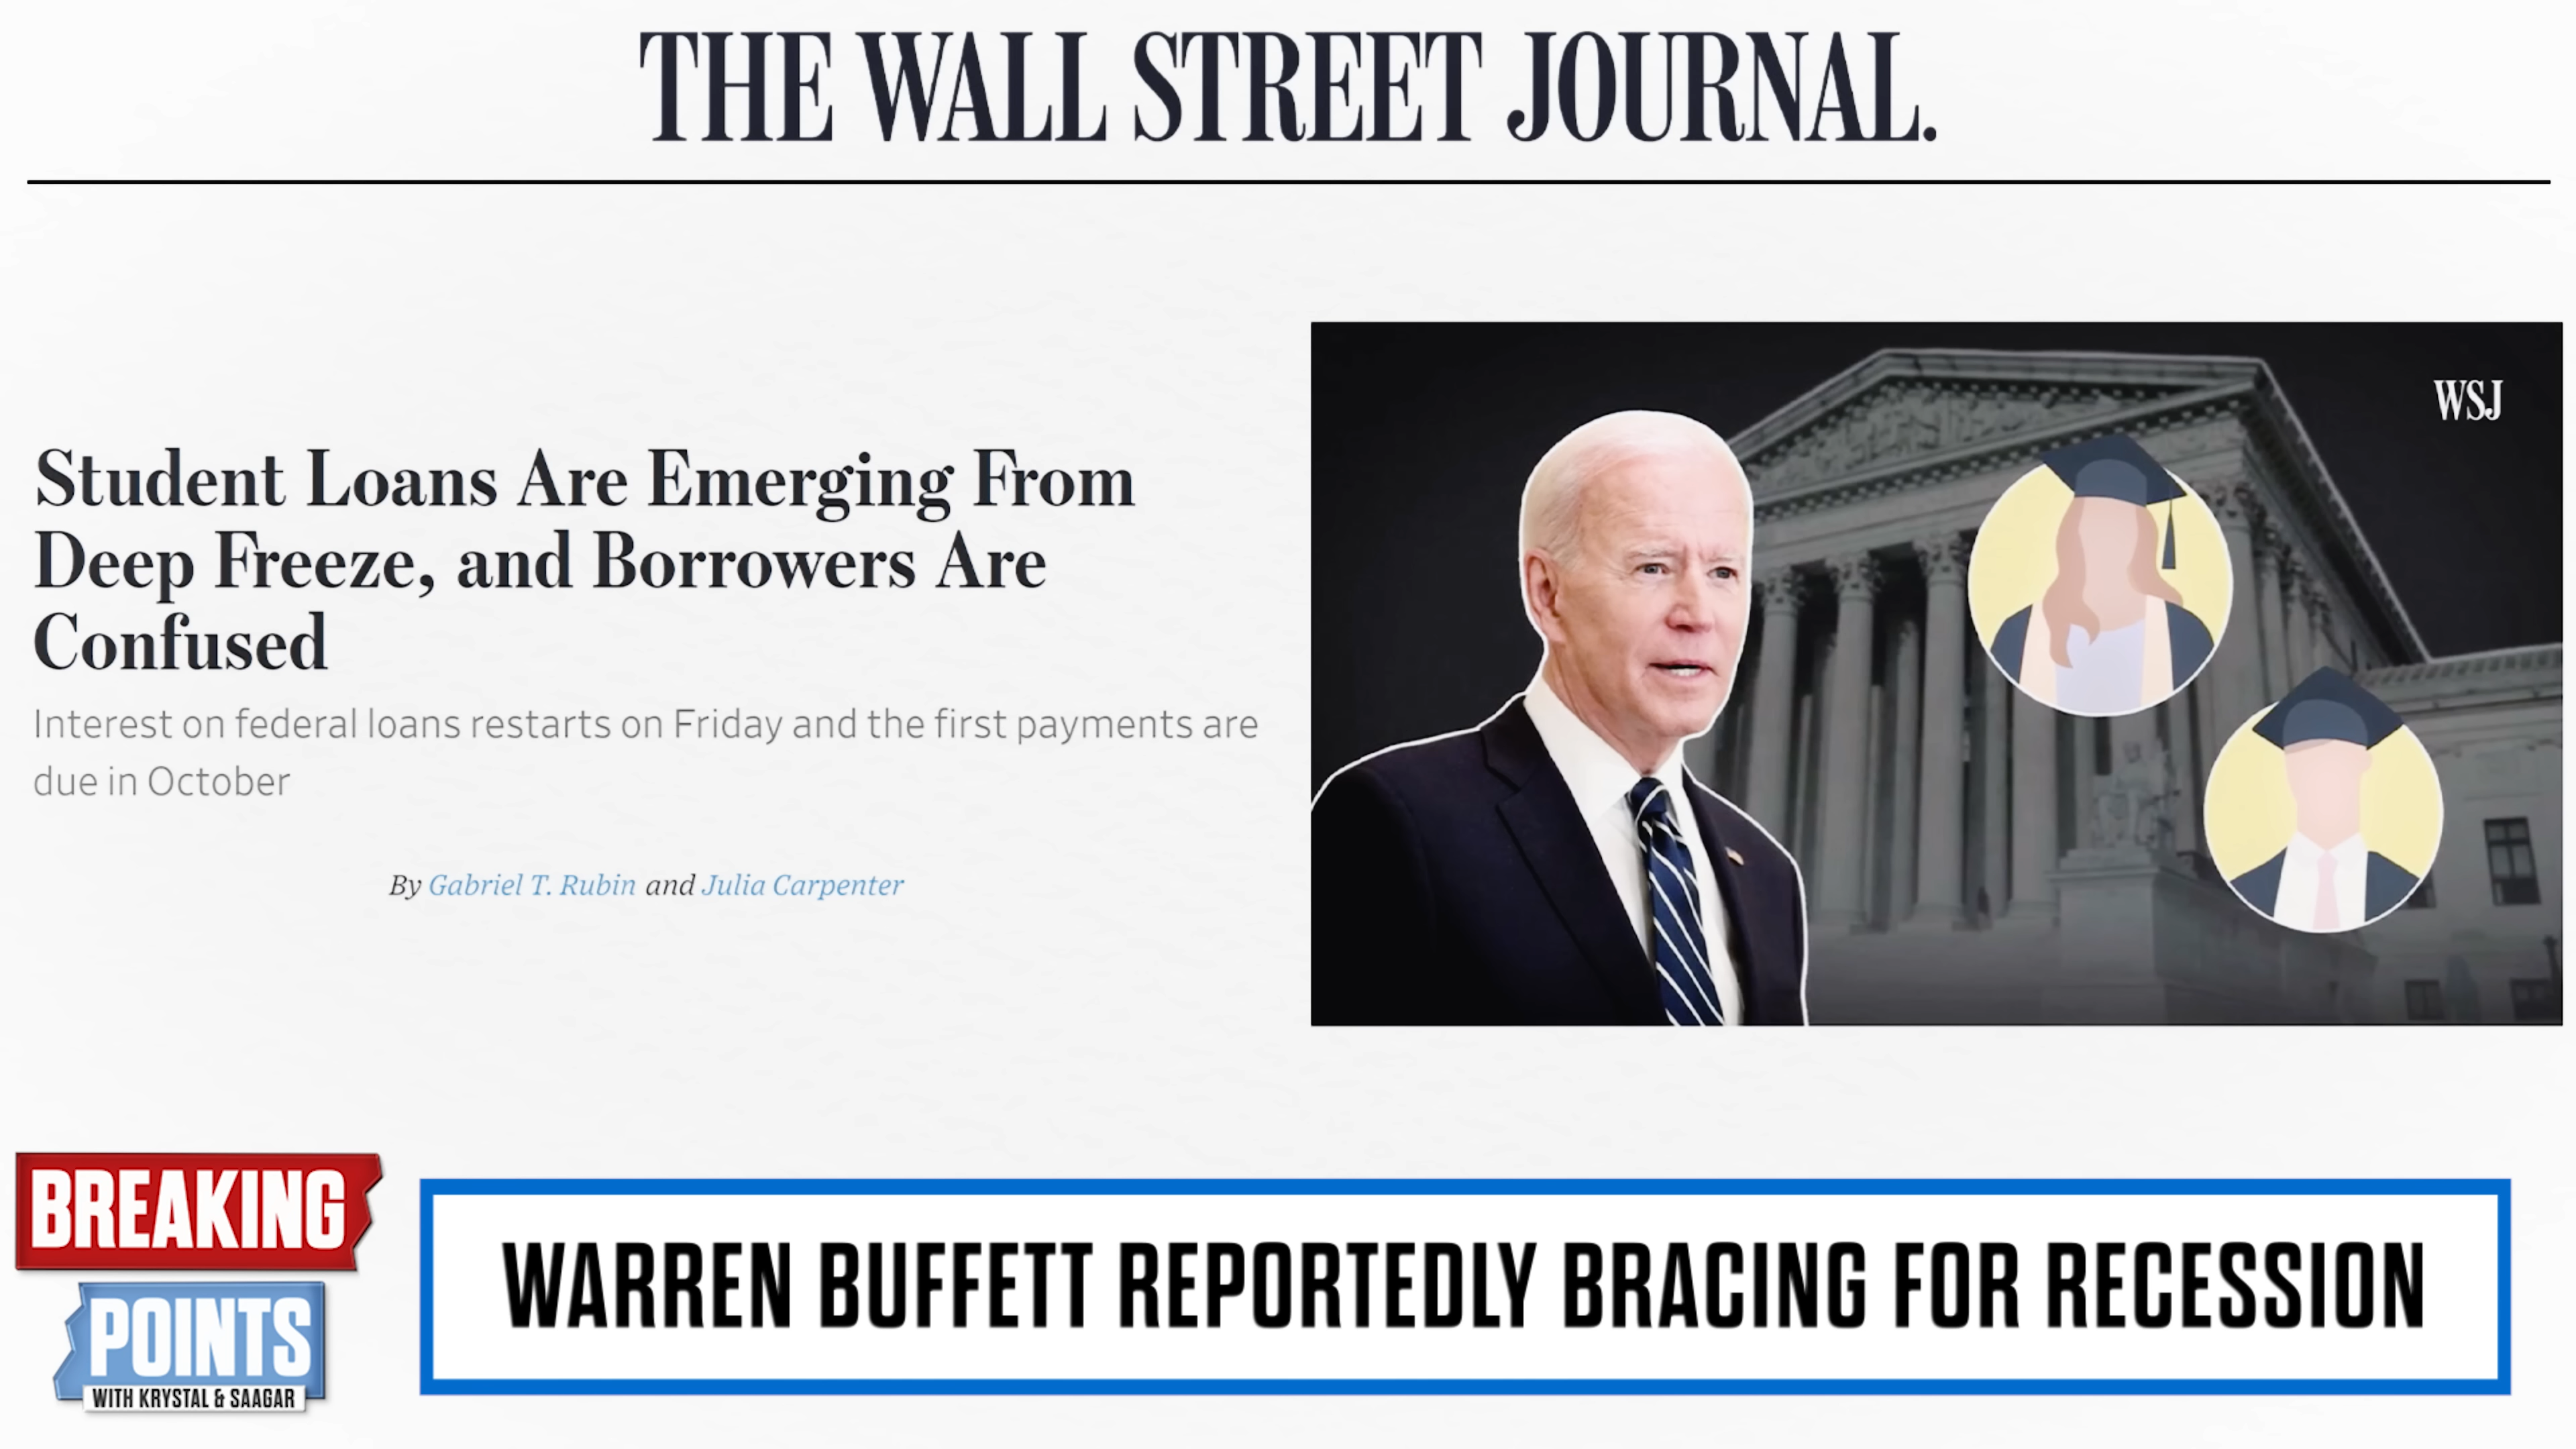 THE WALL STREET JOURNAL.
WSJ
Student Loans Are Emerging From
Deep Freeze, and Borrowers Are
Confused
Interest on federal loans restarts on Friday and the first payments are
due in October
By Gabriel T. Rubin and Julia Carpenter
BREAKING
POINTS
WITH KRYSTAL & SAAGAR
WARREN BUFFETT REPORTEDLY BRACING FOR RECESSION